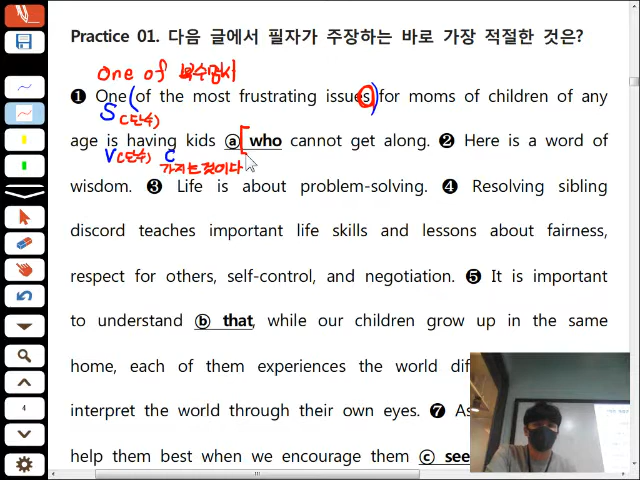 Practice 01. 다음 글에서 필자가 주장하는 바로 가장 적절한 것은?
One of 복수명사
❶ One (of the most frustrating issues) for moms of children of any
S (단수)
age is having kids ⓐ [who cannot get along. ❷ Here is a word of
V (단수) C 가지는 것이다
wisdom. ❸ Life is about problem-solving. ❹ Resolving sibling
discord teaches important life skills and lessons about fairness,
respect for others, self-control, and negotiation. ❺ It is important
to understand ⓑ that, while our children grow up in the same
home, each of them experiences the world
interpret the world through their own eyes. ❼
help them best when we encourage them ⓒ see
4